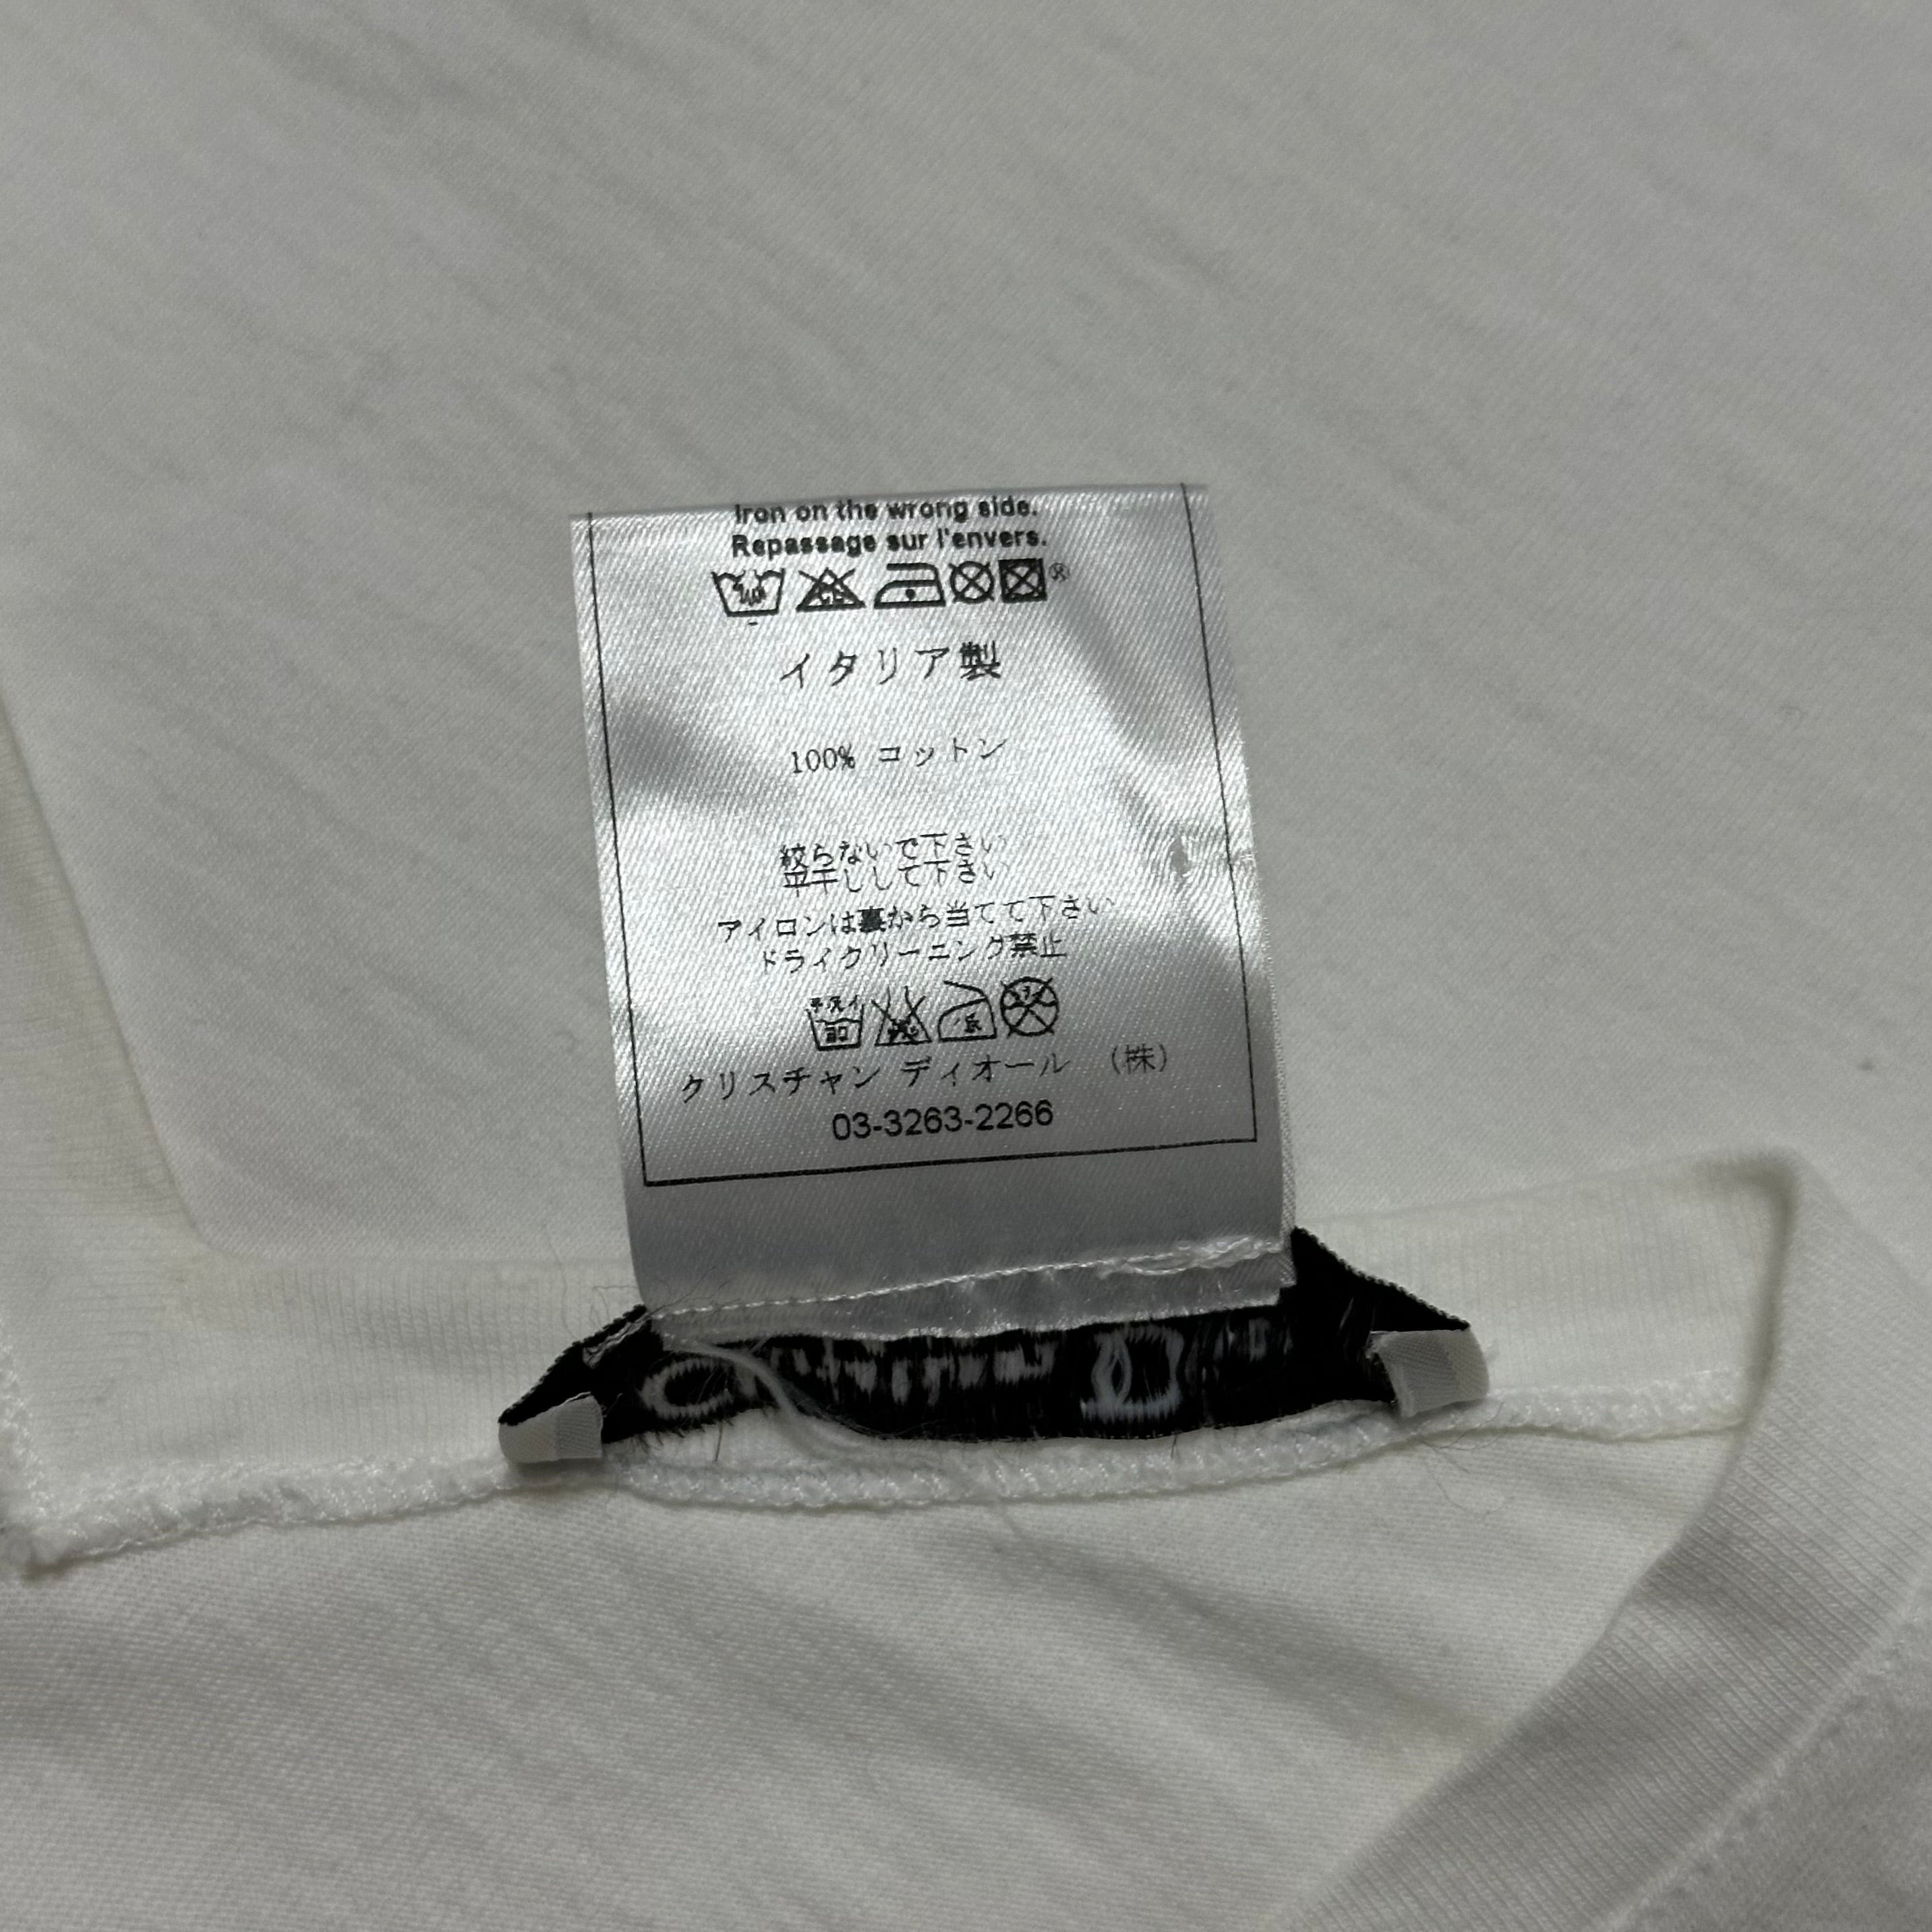 Iron on the wrong side.
Repassage sur l'envers.
イタリア製
100% コットン
絞らないで下さい
平干しして下さい
アイロンは裏から当てて下さい
ドライクリーニング禁止
クリスチャン ディオール (株)
03-3263-2266